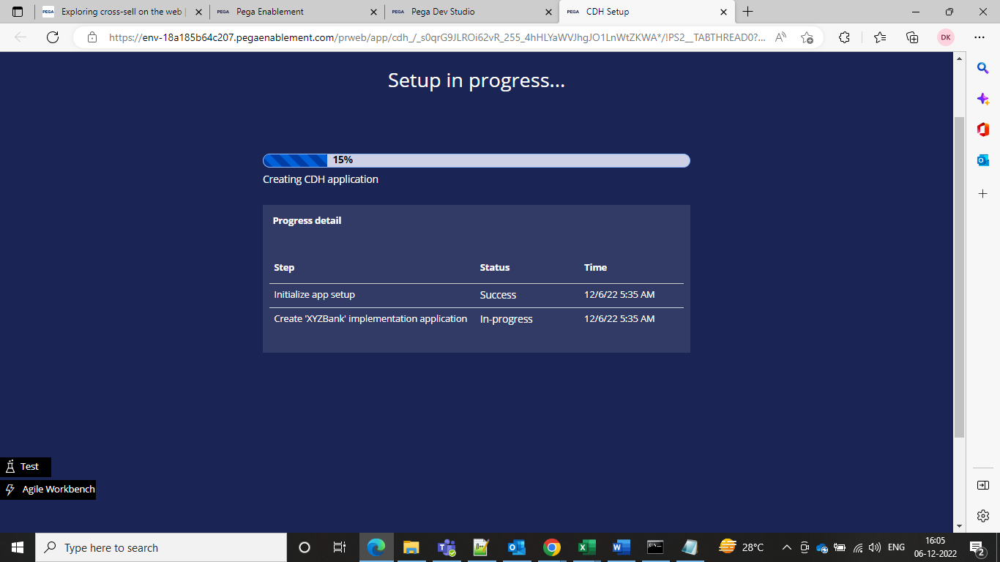 PEGA Exploring cross-sell on the web |
PEGA Pega Enablement
PEGA Pega Dev Studio
PEGA CDH Setup
https://env-18a185b64c207.pegaenablement.com/prweb/app/cdh_/_s0qrG9JLROi62vR_255_4hHLYaWVJhgJO1LnWtZKWA*/!PS2__TABTHREAD0?...
DK
Setup in progress...
15%
Creating CDH application
Progress detail
Step Status Time
Initialize app setup Success 12/6/22 5:35 AM
Create 'XYZBank' implementation application In-progress 12/6/22 5:35 AM
Test
Agile Workbench
Type here to search
28°C
ENG
16:05
06-12-2022
2